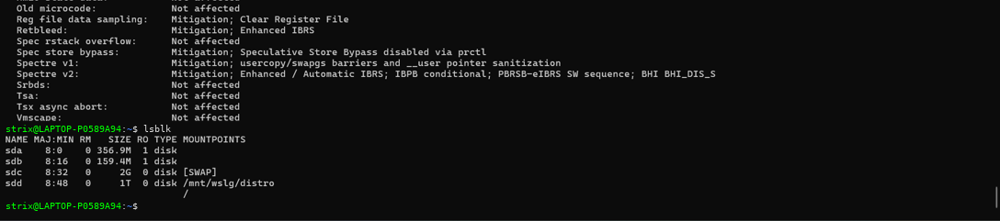 Old microcode: Not affected
Reg file data sampling: Mitigation; Clear Register File
Retbleed: Mitigation; Enhanced IBRS
Spec rstack overflow: Not affected
Spec store bypass: Mitigation; Speculative Store Bypass disabled via prctl
Spectre v1: Mitigation; usercopy/swapgs barriers and __user pointer sanitization
Spectre v2: Mitigation; Enhanced / Automatic IBRS; IBPB conditional; PBRSB-eIBRS SW sequence; BHI BHI_DIS_S
Srbds: Not affected
Tsa: Not affected
Tsx async abort: Not affected
Vmscape: Not affected
strix@LAPTOP-P0589A94:~$ lsblk
NAME MAJ:MIN RM   SIZE RO TYPE MOUNTPOINTS
sda    8:0    0 356.9M  1 disk
sdb    8:16   0 159.4M  1 disk
sdc    8:32   0     2G  0 disk [SWAP]
sdd    8:48   0     1T  0 disk /mnt/wslg/distro
                               /
strix@LAPTOP-P0589A94:~$